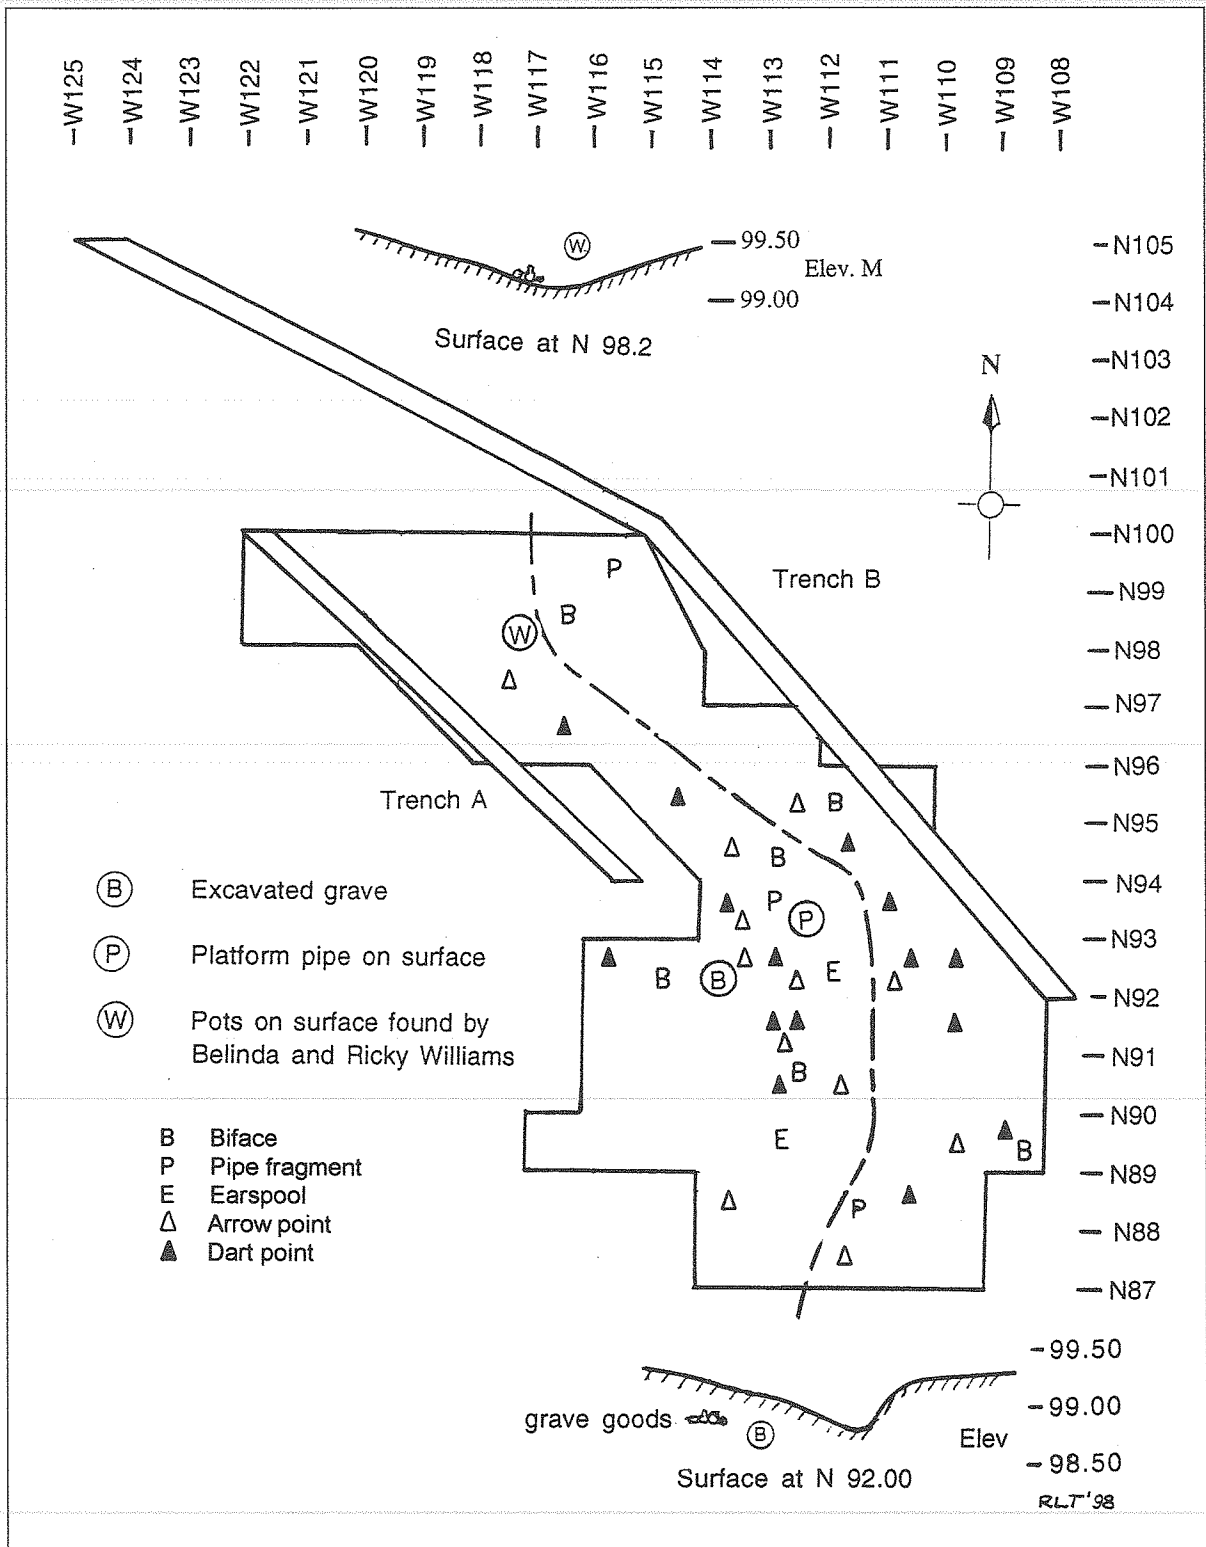 W125 W124 W123 W122 W121 W120 W119 W118 W117 W116 W115 W114 W113 W112 W111 W110 W109 W108
W 99.50 N105
Elev. M
99.00 N104
Surface at N 98.2
N103
N
N102
N101
N100
P
Trench B
N99
B
W
N98
N97
N96
Trench A
B
N95
B
N94
B Excavated grave
P
P
N93
P Platform pipe on surface
B B E
N92
W Pots on surface found by
Belinda and Ricky Williams
N91
B
N90
B Biface
E
B
P Pipe fragment
N89
E Earspool
P
Arrow point
N88
Dart point
N87
99.50
99.00
grave goods
B
Elev
98.50
Surface at N 92.00
RLT '98